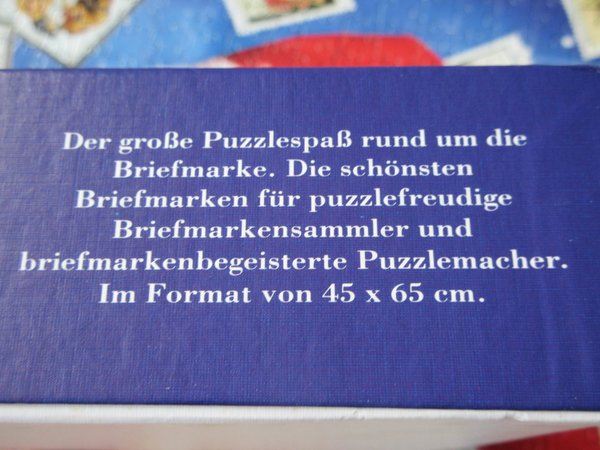 Der große Puzzlespaß rund um die
Briefmarke. Die schönsten
Briefmarken für puzzlefreudige
Briefmarkensammler und
briefmarkenbegeisterte Puzzlemacher.
Im Format von 45 x 65 cm.